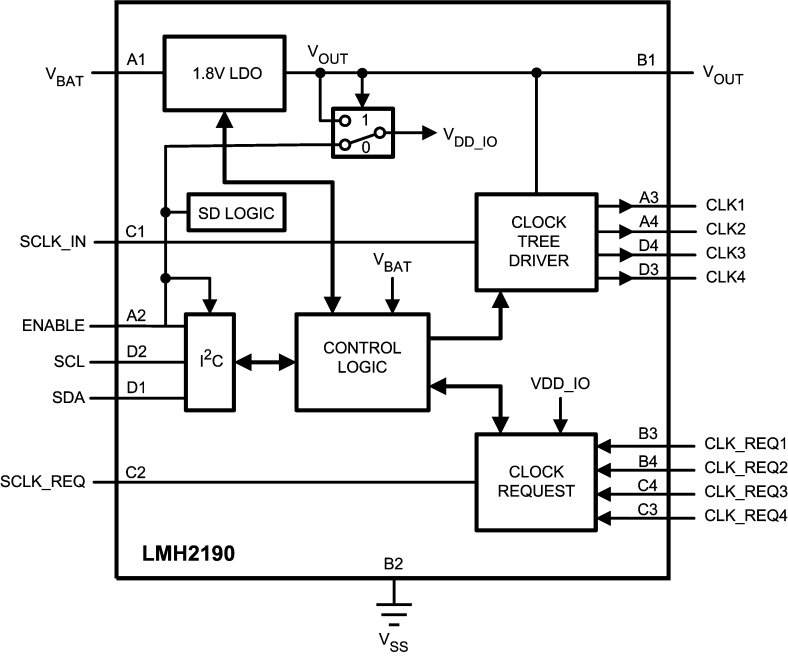 V_BAT
A1
1.8V LDO
V_OUT
B1
V_OUT
1
0
V_DD_IO
SD LOGIC
SCLK_IN
C1
CLOCK
TREE
DRIVER
A3
CLK1
A4
CLK2
D4
CLK3
D3
CLK4
V_BAT
ENABLE
A2
SCL
D2
SDA
D1
I²C
CONTROL
LOGIC
VDD_IO
SCLK_REQ
C2
CLOCK
REQUEST
B3
CLK_REQ1
B4
CLK_REQ2
C4
CLK_REQ3
C3
CLK_REQ4
LMH2190
B2
V_SS